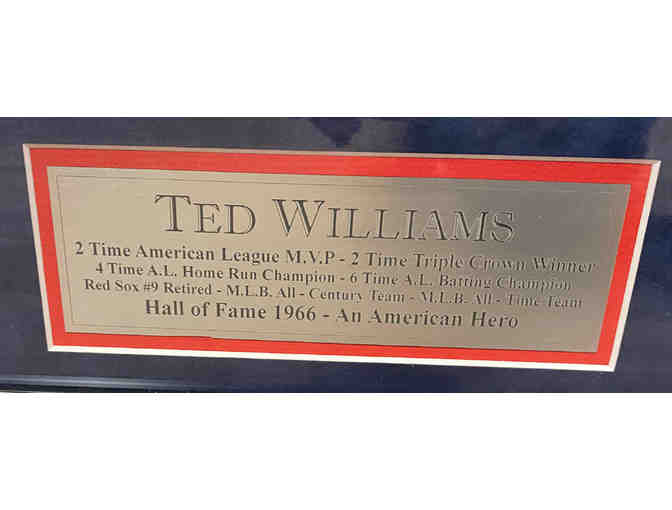 TED WILLIAMS
2 Time American League M.V.P - 2 Time Triple Crown Winner
4 Time A.L. Home Run Champion - 6 Time A.L. Batting Champion
Red Sox #9 Retired - M.L.B. All - Century Team - M.L.B. All - Time Team
Hall of Fame 1966 - An American Hero